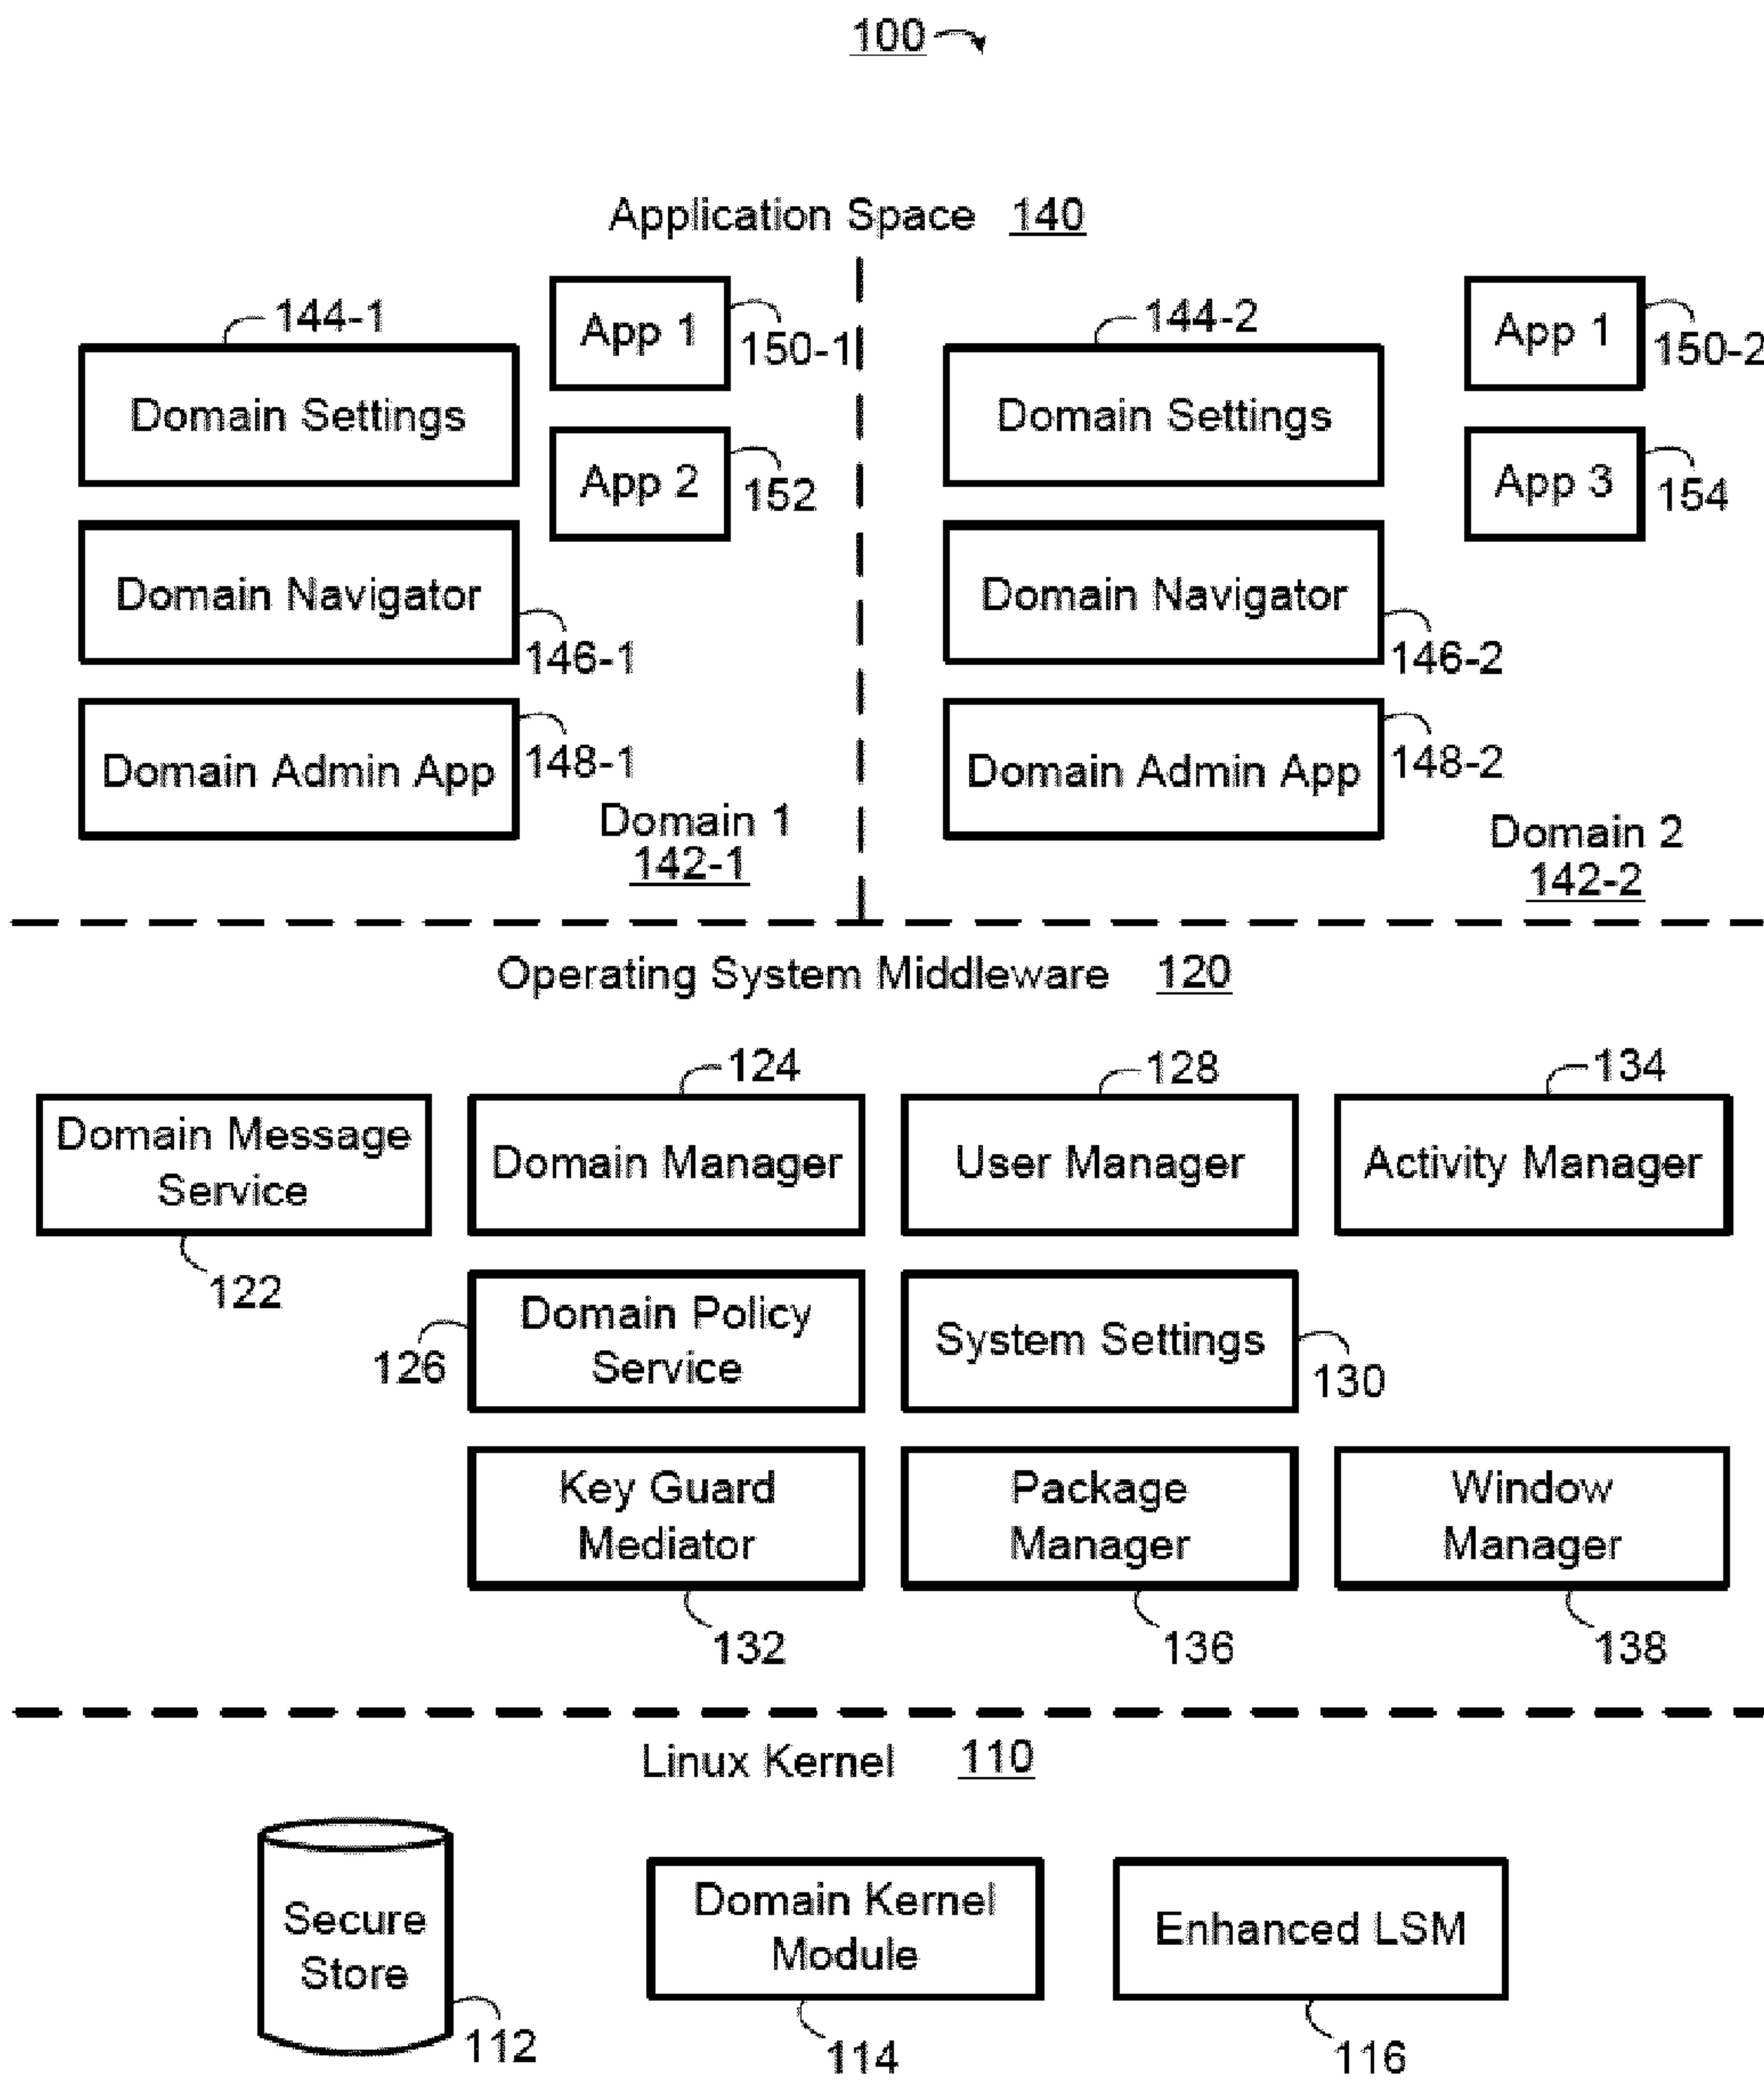 100
Application Space 140
144-1
Domain Settings
App 1
150-1
App 2
152
Domain Navigator
146-1
Domain Admin App
148-1
Domain 1
142-1
144-2
Domain Settings
App 1
150-2
App 3
154
Domain Navigator
146-2
Domain Admin App
148-2
Domain 2
142-2
Operating System Middleware 120
Domain Message
Service
122
124
Domain Manager
128
User Manager
134
Activity Manager
Domain Policy
Service
126
System Settings
130
Key Guard
Mediator
132
Package
Manager
136
Window
Manager
138
Linux Kernel 110
Secure
Store
112
Domain Kernel
Module
114
Enhanced LSM
116